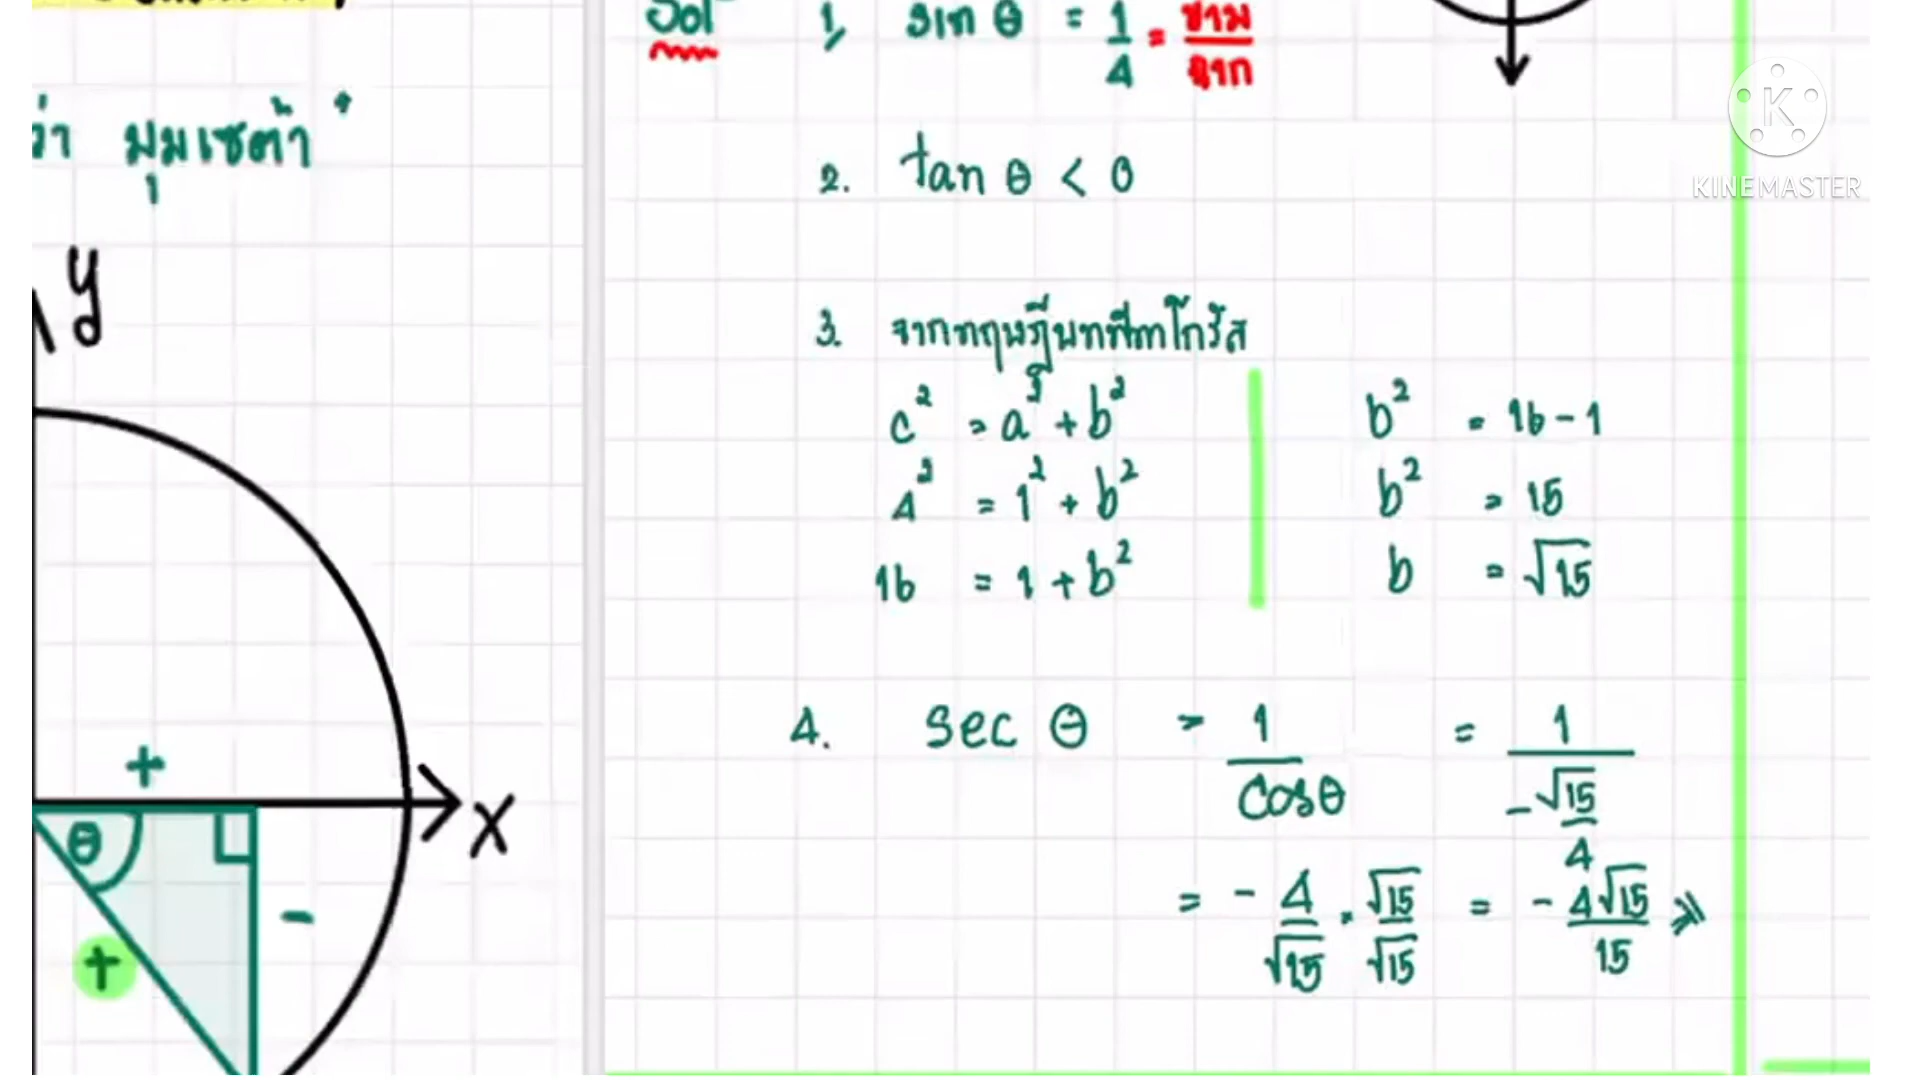 Sol 1, sin θ = 1/4 = ข้าม/ฉาก
ว่า มุมเซต้า"
2. tan θ < 0
KINEMASTER
y
3. จากทฤษฎีบทพีทาโกรัส
c² = a² + b²
b² = 16 - 1
4² = 1² + b²
b² = 15
16 = 1 + b²
b = √15
4. sec θ = 1/cos θ = 1/(-√15/4)
= - 4/√15 · √15/√15 = - 4√15/15
+
x
θ
-
+